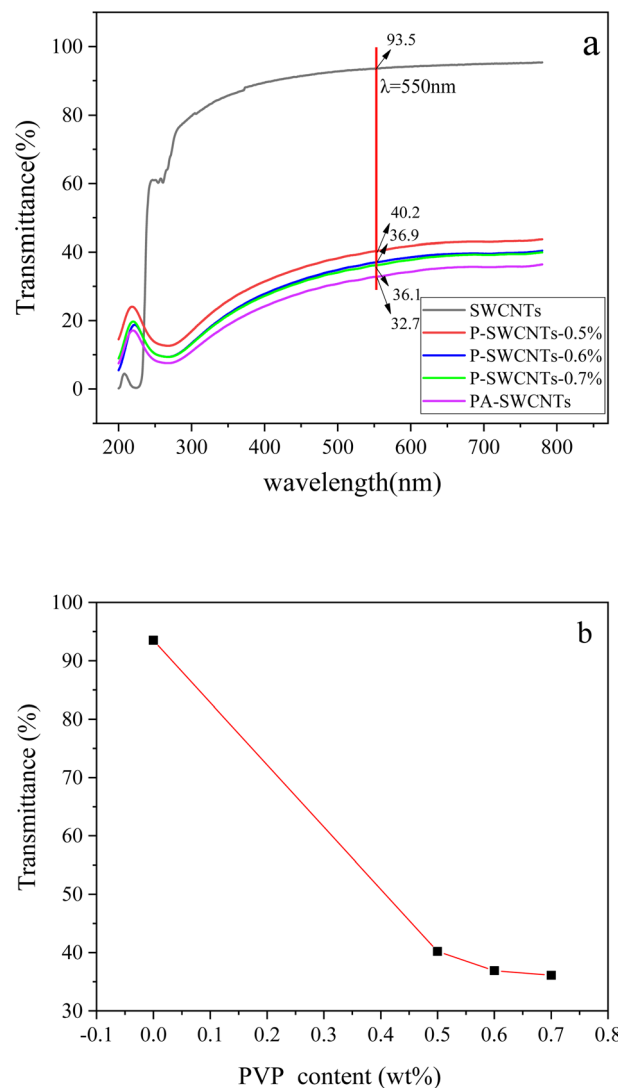 a
100
80
60
40
20
0
Transmittance(%)
93.5
λ=550nm
40.2
36.9
36.1
32.7
SWCNTs
P-SWCNTs-0.5%
P-SWCNTs-0.6%
P-SWCNTs-0.7%
PA-SWCNTs
200 300 400 500 600 700 800
wavelength(nm)
b
100
90
80
70
60
50
40
30
Transmittance (%)
-0.1 0.0 0.1 0.2 0.3 0.4 0.5 0.6 0.7 0.8
PVP content (wt%)